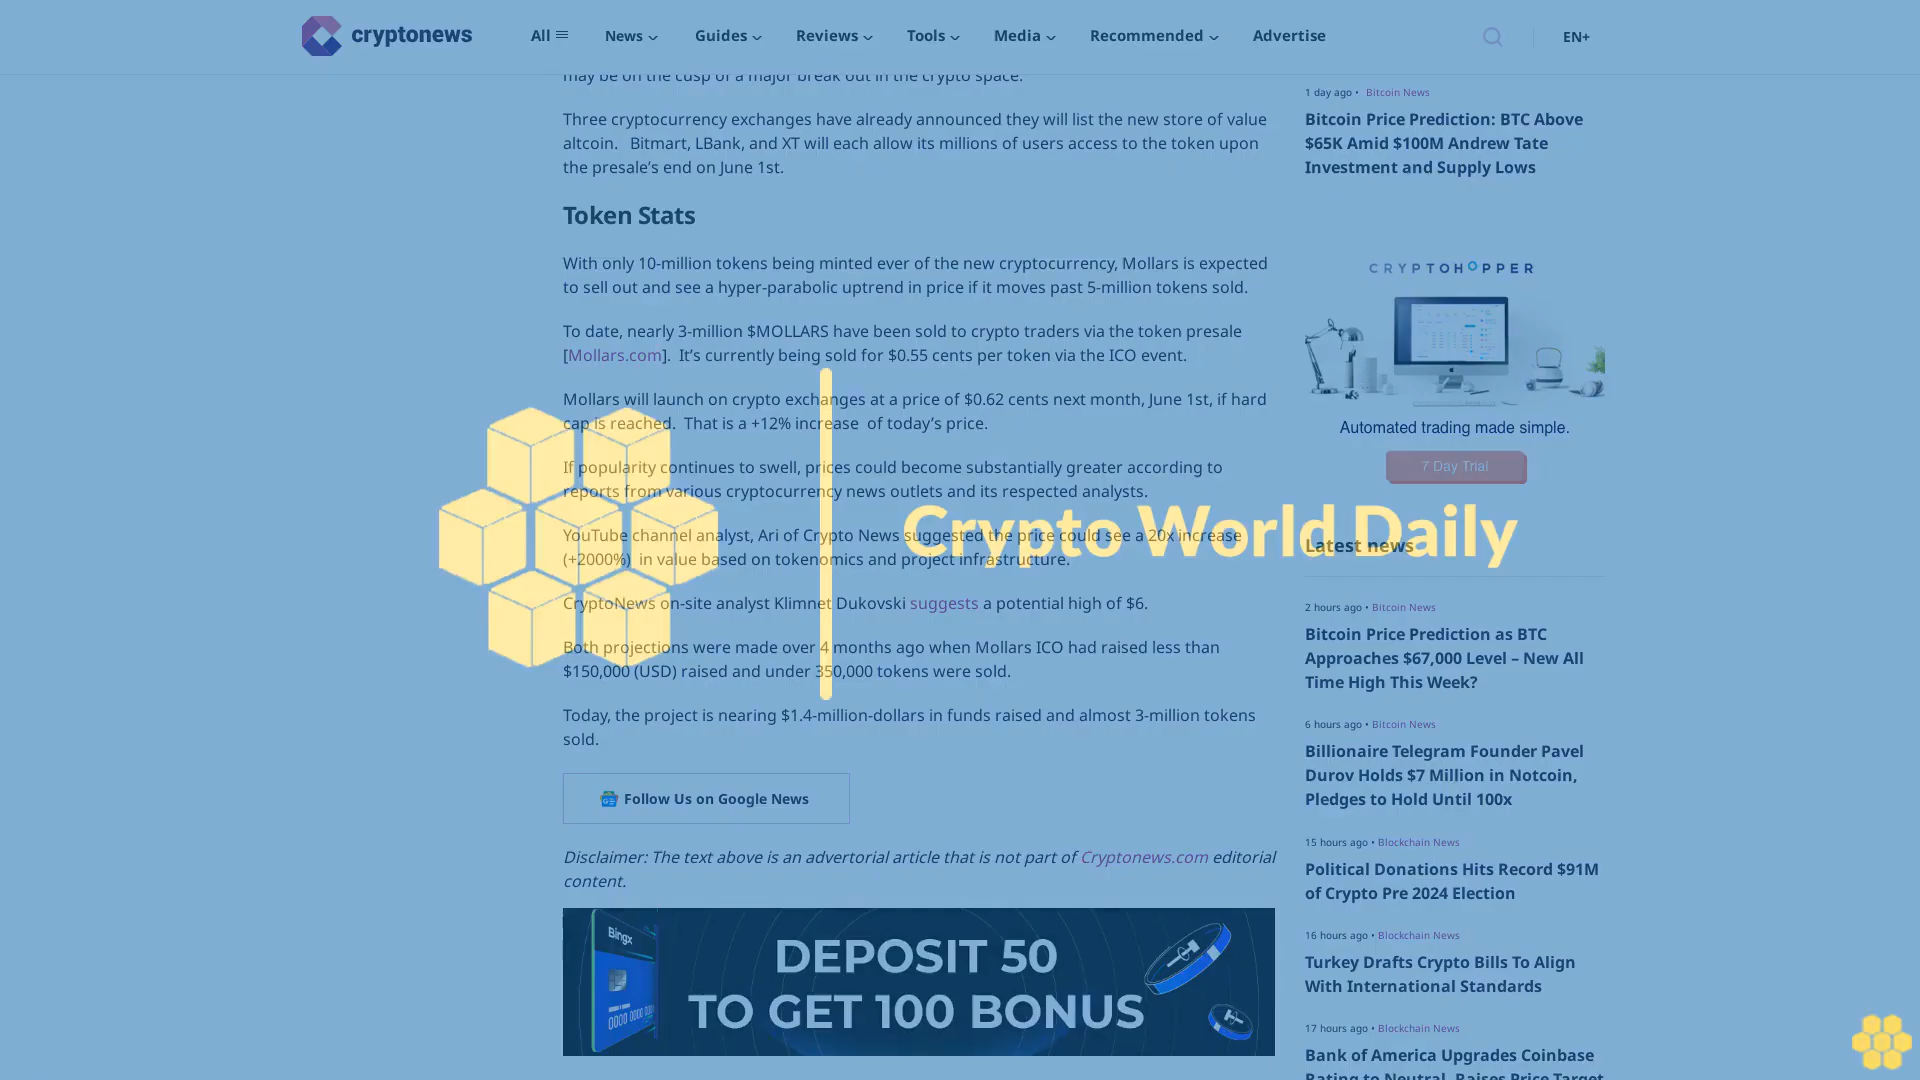 cryptonews
All
News
Guides
Reviews
Tools
Media
Recommended
Advertise
EN+
may be on the cusp of a major break out in the crypto space.
Three cryptocurrency exchanges have already announced they will list the new store of value
altcoin.   Bitmart, LBank, and XT will each allow its millions of users access to the token upon
the presale's end on June 1st.
Token Stats
With only 10-million tokens being minted ever of the new cryptocurrency, Mollars is expected
to sell out and see a hyper-parabolic uptrend in price if it moves past 5-million tokens sold.
To date, nearly 3-million $MOLLARS have been sold to crypto traders via the token presale
[Mollars.com].  It's currently being sold for $0.55 cents per token via the ICO event.
Mollars will launch on crypto exchanges at a price of $0.62 cents next month, June 1st, if hard
cap is reached.  That is a +12% increase  of today's price.
If popularity continues to swell, prices could become substantially greater according to
reports from various cryptocurrency news outlets and its respected analysts.
YouTube channel analyst, Ari of Crypto News suggested the price could see a 20x increase
(+2000%)  in value based on tokenomics and project infrastructure.
CryptoNews on-site analyst Klimnet Dukovski suggests a potential high of $6.
Both projections were made over 4 months ago when Mollars ICO had raised less than
$150,000 (USD) raised and under 350,000 tokens were sold.
Today, the project is nearing $1.4-million-dollars in funds raised and almost 3-million tokens
sold.
Follow Us on Google News
Disclaimer: The text above is an advertorial article that is not part of Cryptonews.com editorial
content.
Bingx
DEPOSIT 50
TO GET 100 BONUS
Crypto World Daily
1 day ago • Bitcoin News
Bitcoin Price Prediction: BTC Above
$65K Amid $100M Andrew Tate
Investment and Supply Lows
CRYPTOHOPPER
Automated trading made simple.
7 Day Trial
Latest news
2 hours ago • Bitcoin News
Bitcoin Price Prediction as BTC
Approaches $67,000 Level – New All
Time High This Week?
6 hours ago • Bitcoin News
Billionaire Telegram Founder Pavel
Durov Holds $7 Million in Notcoin,
Pledges to Hold Until 100x
15 hours ago • Blockchain News
Political Donations Hits Record $91M
of Crypto Pre 2024 Election
16 hours ago • Blockchain News
Turkey Drafts Crypto Bills To Align
With International Standards
17 hours ago • Blockchain News
Bank of America Upgrades Coinbase
Rating to Neutral, Raises Price Target